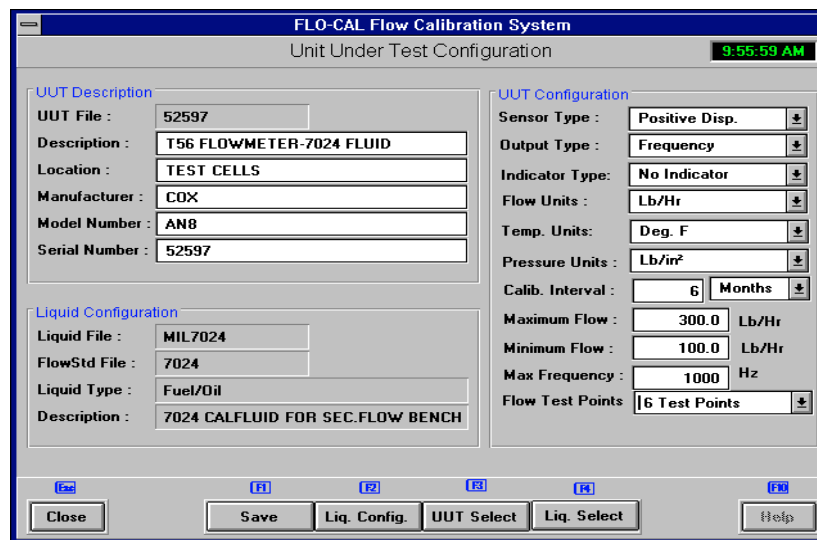 FLO-CAL Flow Calibration System
Unit Under Test Configuration
9:55:59 AM
UUT Description
UUT File :
52597
Description :
T56 FLOWMETER-7024 FLUID
Location :
TEST CELLS
Manufacturer :
COX
Model Number :
AN8
Serial Number :
52597
Liquid Configuration
Liquid File :
MIL7024
FlowStd File :
7024
Liquid Type :
Fuel/Oil
Description :
7024 CALFLUID FOR SEC.FLOW BENCH
UUT Configuration
Sensor Type :
Positive Disp.
Output Type :
Frequency
Indicator Type:
No Indicator
Flow Units :
Lb/Hr
Temp. Units:
Deg. F
Pressure Units :
Lb/in²
Calib. Interval :
6
Months
Maximum Flow :
300.0
Lb/Hr
Minimum Flow :
100.0
Lb/Hr
Max Frequency :
1000
Hz
Flow Test Points
6 Test Points
Esc
F1
F2
F3
F4
F10
Close
Save
Liq. Config.
UUT Select
Liq. Select
Help